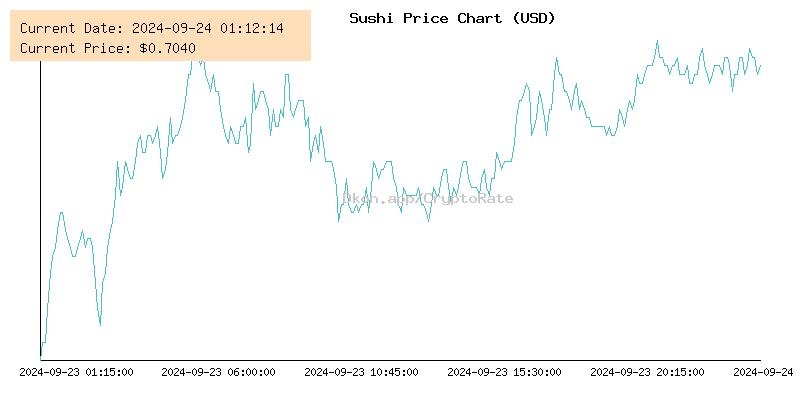 Sushi Price Chart (USD)
Current Date: 2024-09-24 01:12:14
Current Price: $0.7040
Dkon.app/CryptoRate
2024-09-23 01:15:00 2024-09-23 06:00:00 2024-09-23 10:45:00 2024-09-23 15:30:00 2024-09-23 20:15:00 2024-09-24